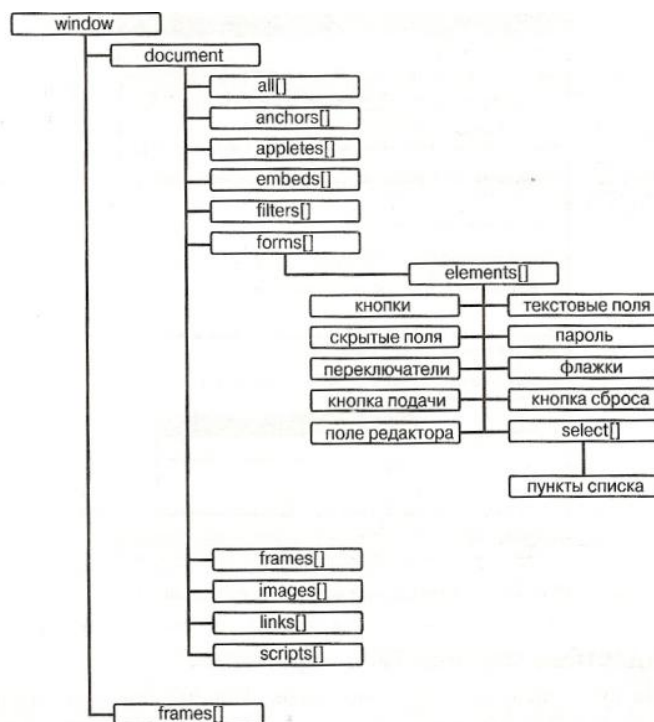 window
document
all[]
anchors[]
appletes[]
embeds[]
filters[]
forms[]
elements[]
кнопки
текстовые поля
скрытые поля
пароль
переключатели
флажки
кнопка подачи
кнопка сброса
поле редактора
select[]
пункты списка
frames[]
images[]
links[]
scripts[]
frames[]